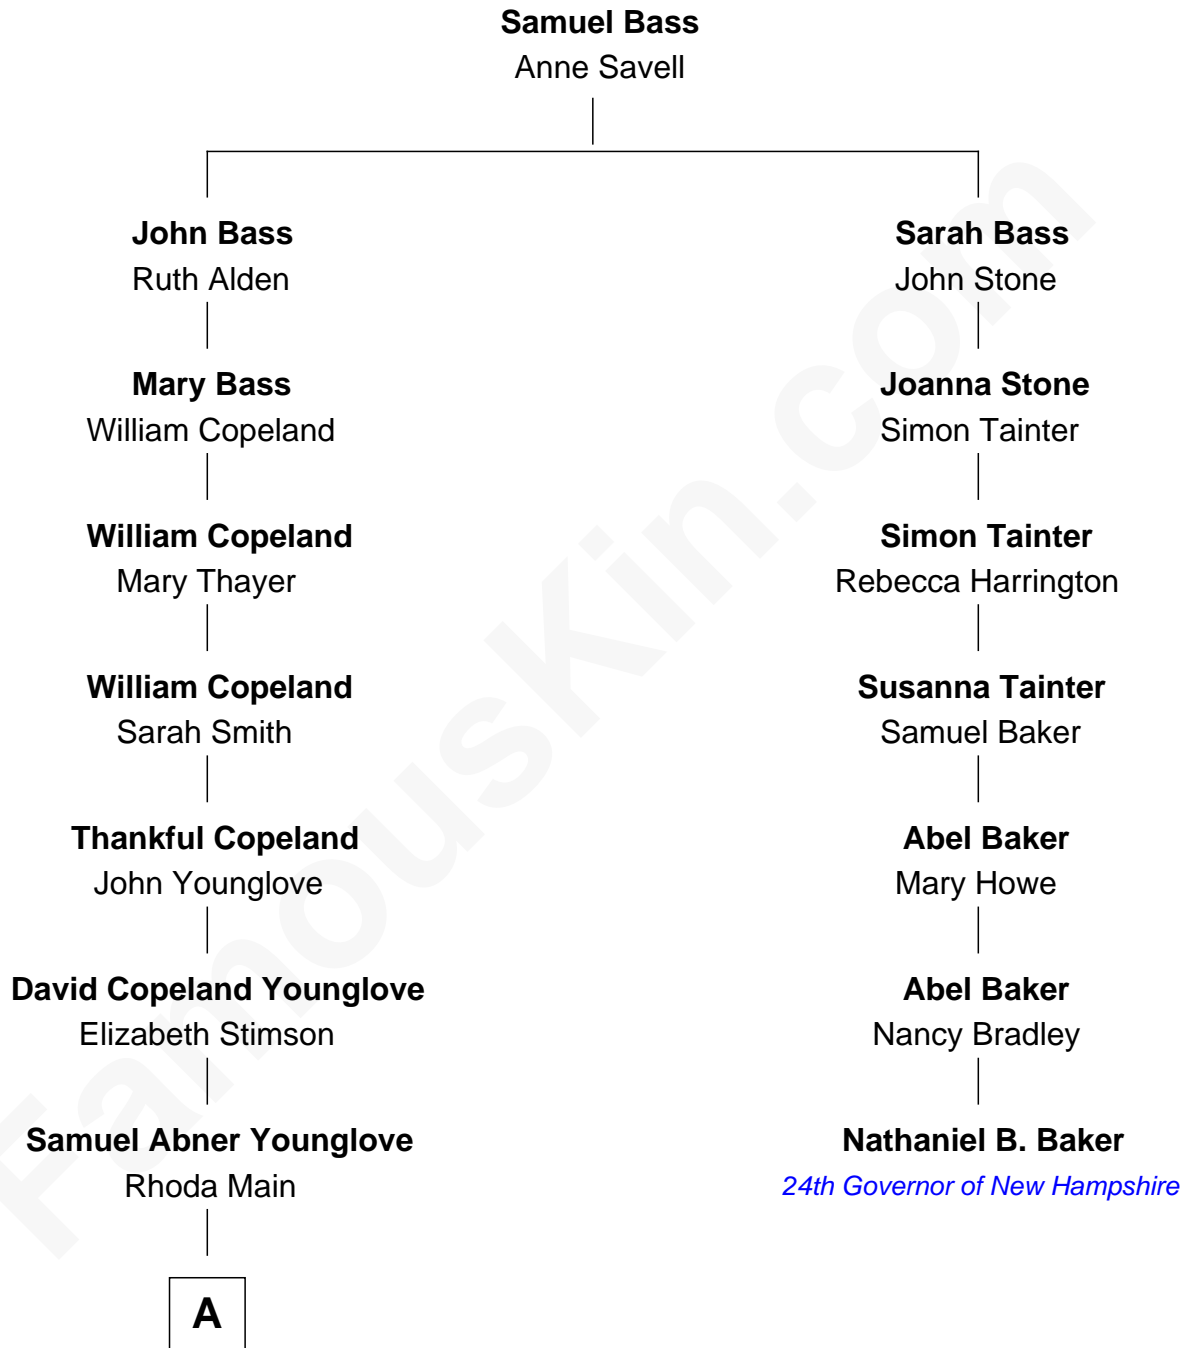 Samuel Bass
Anne Savell
John Bass
Ruth Alden
Sarah Bass
John Stone
Mary Bass
William Copeland
Joanna Stone
Simon Tainter
William Copeland
Mary Thayer
Simon Tainter
Rebecca Harrington
William Copeland
Sarah Smith
Susanna Tainter
Samuel Baker
Thankful Copeland
John Younglove
Abel Baker
Mary Howe
David Copeland Younglove
Elizabeth Stimson
Abel Baker
Nancy Bradley
Samuel Abner Younglove
Rhoda Main
Nathaniel B. Baker
24th Governor of New Hampshire
A
FamousKin.com